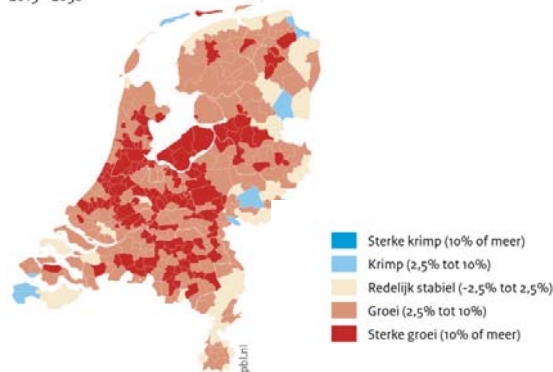 Sterke krimp (10% of meer)
Krimp (2,5% tot 10%)
Redelijk stabiel (-2,5% tot 2,5%)
Groei (2,5% tot 10%)
Sterke groei (10% of meer)
pbl.nl